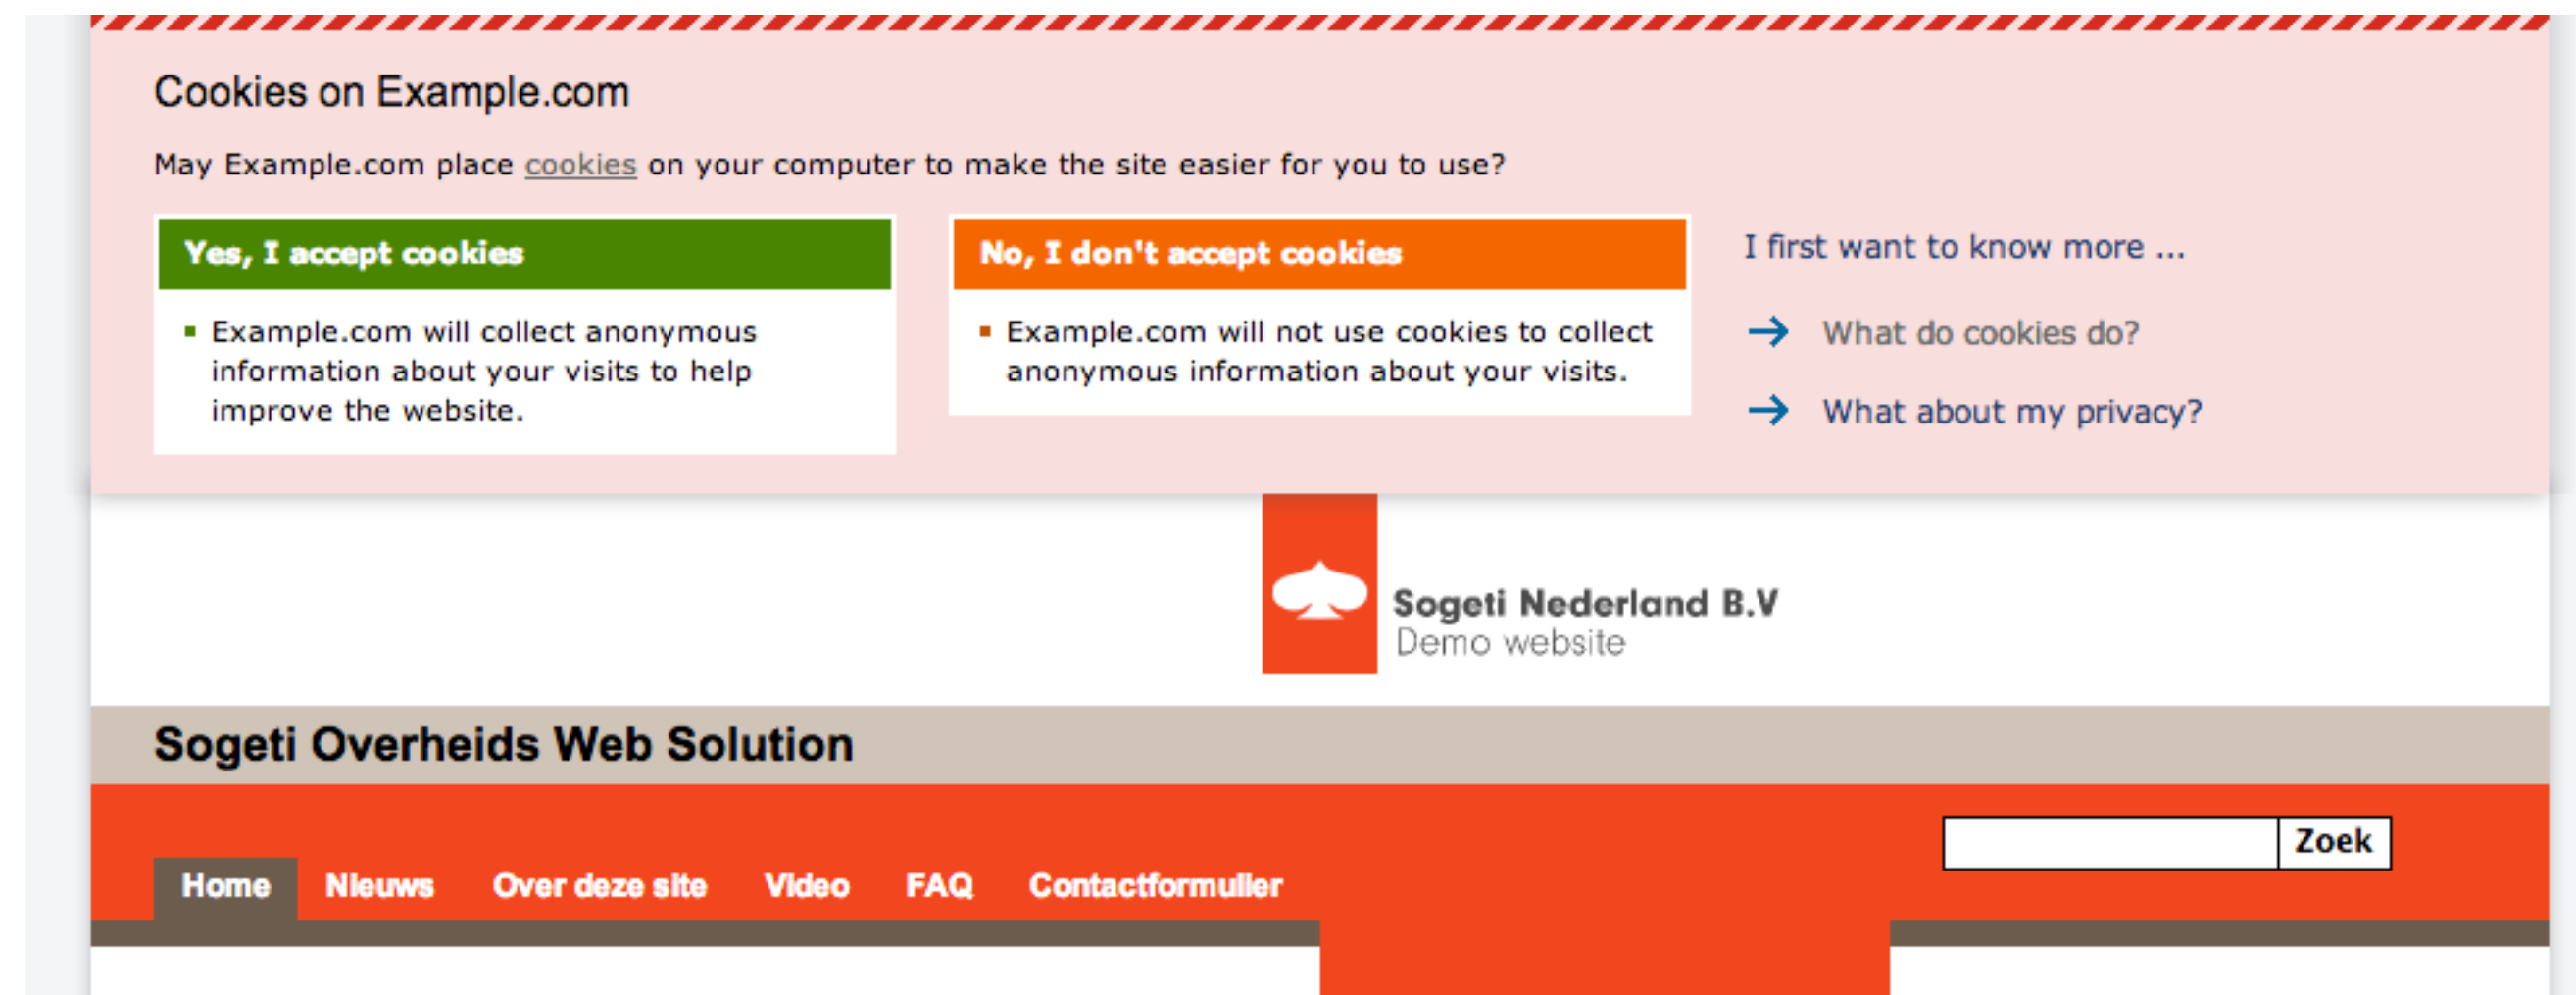 Cookies on Example.com
May Example.com place cookies on your computer to make the site easier for you to use?
Yes, I accept cookies
Example.com will collect anonymous
information about your visits to help
improve the website.
No, I don't accept cookies
Example.com will not use cookies to collect
anonymous information about your visits.
I first want to know more ...
What do cookies do?
What about my privacy?
Sogeti Nederland B.V
Demo website
Sogeti Overheids Web Solution
Zoek
Home Nieuws Over deze site Video FAQ Contactformulier